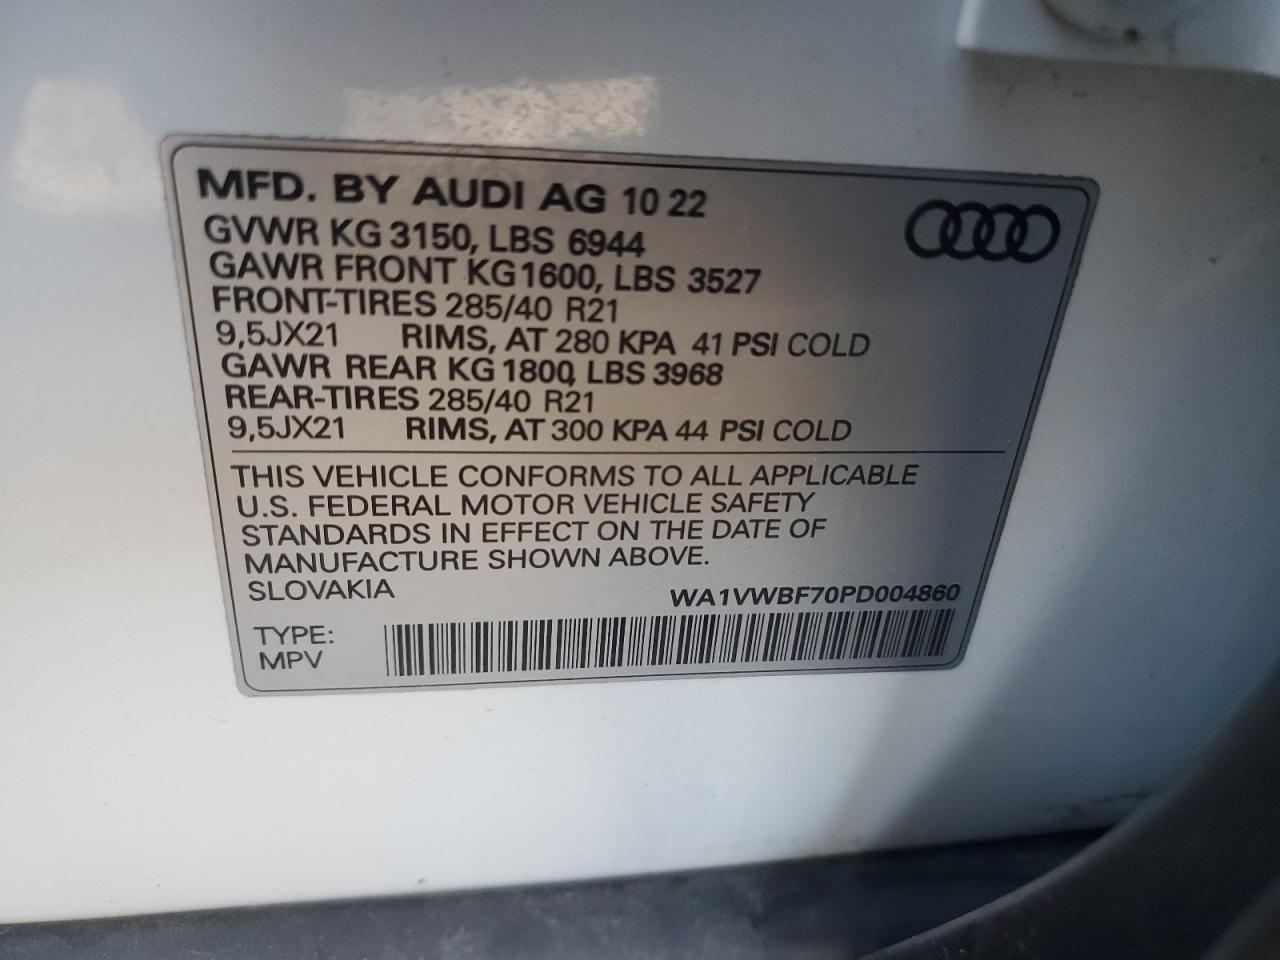 MFD. BY AUDI AG 10 22
GVWR KG 3150, LBS 6944
GAWR FRONT KG 1600, LBS 3527
FRONT-TIRES 285/40 R21
9,5JX21 RIMS, AT 280 KPA 41 PSI COLD
GAWR REAR KG 1800, LBS 3968
REAR-TIRES 285/40 R21
9,5JX21 RIMS, AT 300 KPA 44 PSI COLD
THIS VEHICLE CONFORMS TO ALL APPLICABLE
U.S. FEDERAL MOTOR VEHICLE SAFETY
STANDARDS IN EFFECT ON THE DATE OF
MANUFACTURE SHOWN ABOVE.
SLOVAKIA WA1VWBF70PD004860
TYPE:
MPV